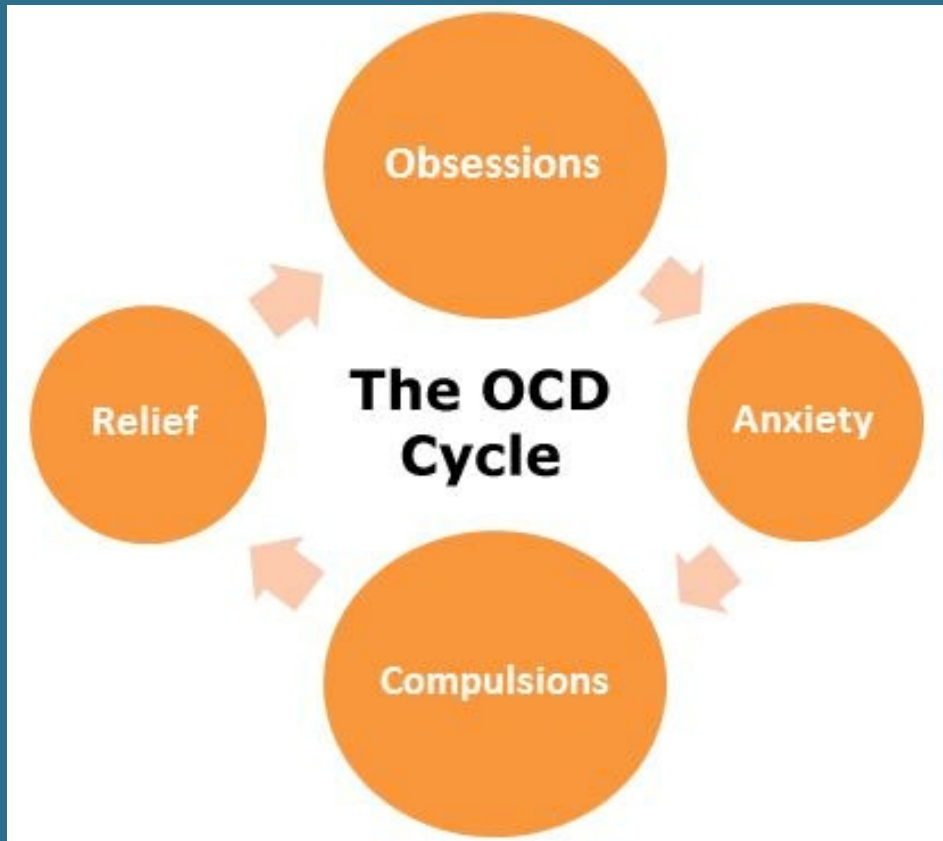 Obsessions
Relief
The OCD
Cycle
Anxiety
Compulsions